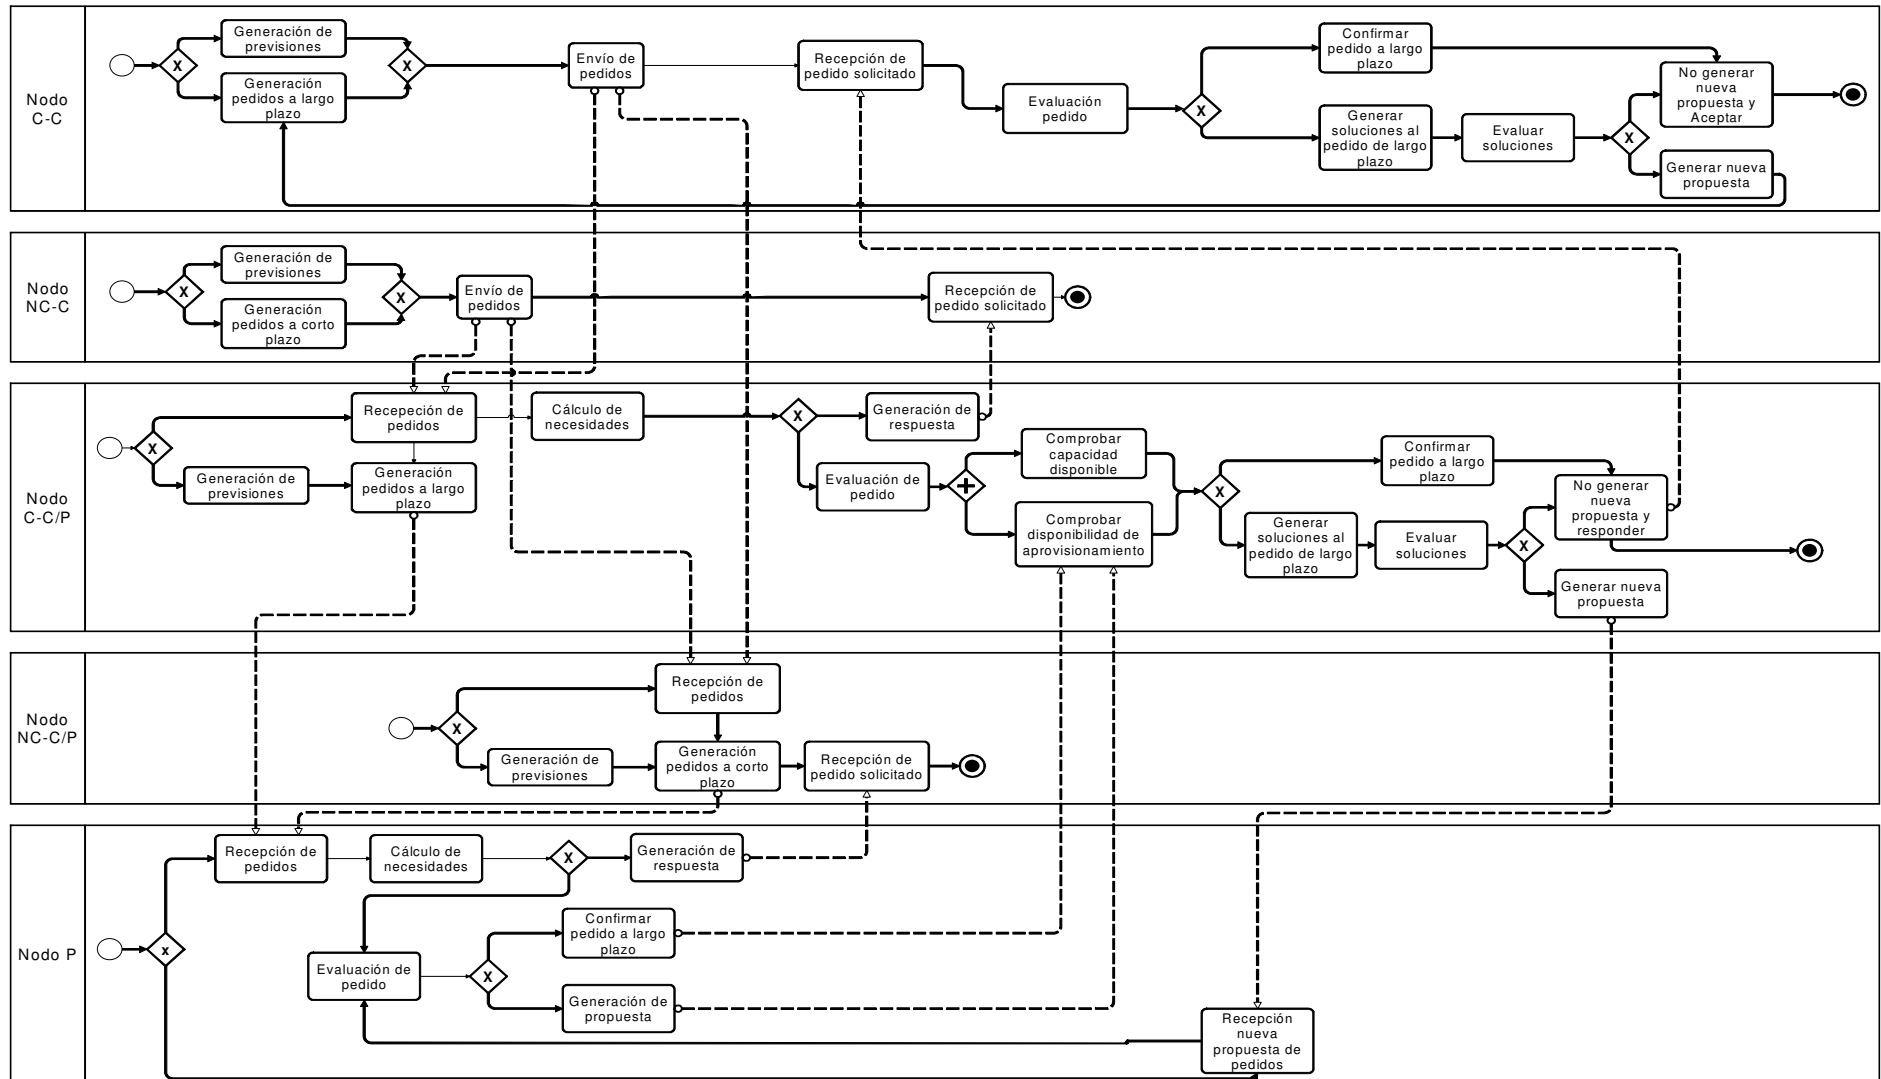 Nodo
C-C
Generación de
previsiones
Generación
pedidos a largo
plazo
X
X
Envío de
pedidos
Recepción de
pedido solicitado
Evaluación
pedido
X
Confirmar
pedido a largo
plazo
Generar
soluciones al
pedido de largo
plazo
Evaluar
soluciones
X
No generar
nueva
propuesta y
Aceptar
Generar nueva
propuesta
Nodo
NC-C
X
Generación de
previsiones
Generación
pedidos a corto
plazo
X
Envío de
pedidos
Recepción de
pedido solicitado
Nodo
C-C/P
X
Recepeción de
pedidos
Generación de
previsiones
Generación
pedidos a largo
plazo
Cálculo de
necesidades
X
Generación de
respuesta
Evaluación de
pedido
Comprobar
capacidad
disponible
Comprobar
disponibilidad de
aprovisionamiento
X
Confirmar
pedido a largo
plazo
Generar
soluciones al
pedido de largo
plazo
Evaluar
soluciones
X
No generar
nueva
propuesta y
responder
Generar nueva
propuesta
Nodo
NC-C/P
X
Recepción de
pedidos
Generación de
previsiones
Generación
pedidos a corto
plazo
Recepción de
pedido solicitado
Nodo P
x
Recepción de
pedidos
Cálculo de
necesidades
X
Generación de
respuesta
Evaluación de
pedido
X
Confirmar
pedido a largo
plazo
Generación de
propuesta
Recepción
nueva
propuesta de
pedidos